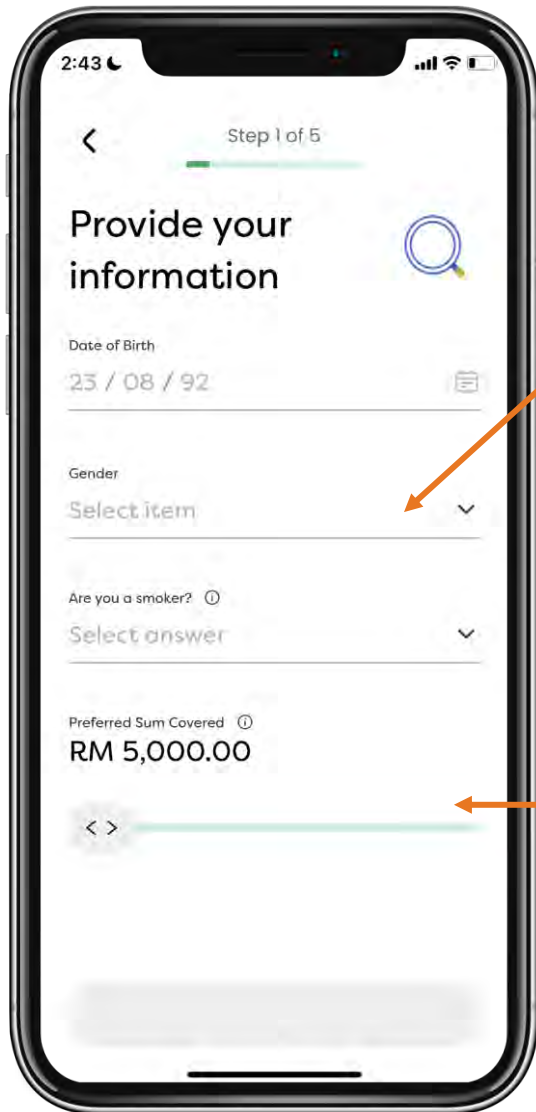 2:43
Step 1 of 5
Provide your
information
Date of Birth
23 / 08 / 92
Gender
Select item
Are you a smoker?
Select answer
Preferred Sum Covered
RM 5,000.00